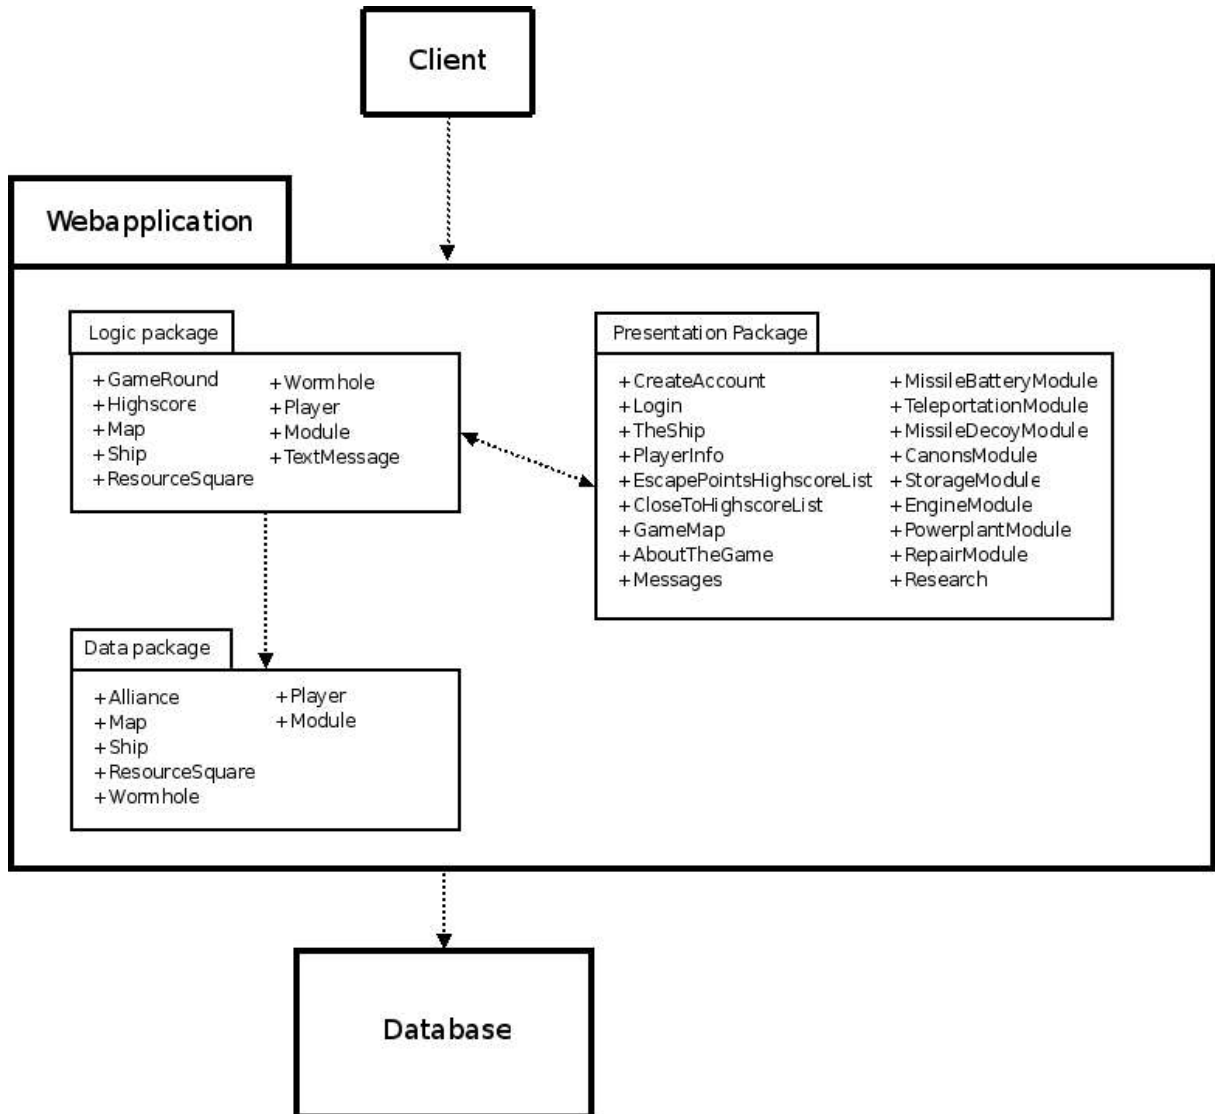 Client
Webapplication
Logic package
+GameRound
+Highscore
+Map
+Ship
+ResourceSquare
+Wormhole
+Player
+Module
+TextMessage
Presentation Package
+CreateAccount
+Login
+TheShip
+PlayerInfo
+EscapePointsHighscoreList
+CloseToHighscoreList
+GameMap
+AboutTheGame
+Messages
+MissileBatteryModule
+TeleportationModule
+MissileDecoyModule
+CanonsModule
+StorageModule
+EngineModule
+PowerplantModule
+RepairModule
+Research
Data package
+Alliance
+Map
+Ship
+ResourceSquare
+Wormhole
+Player
+Module
Database